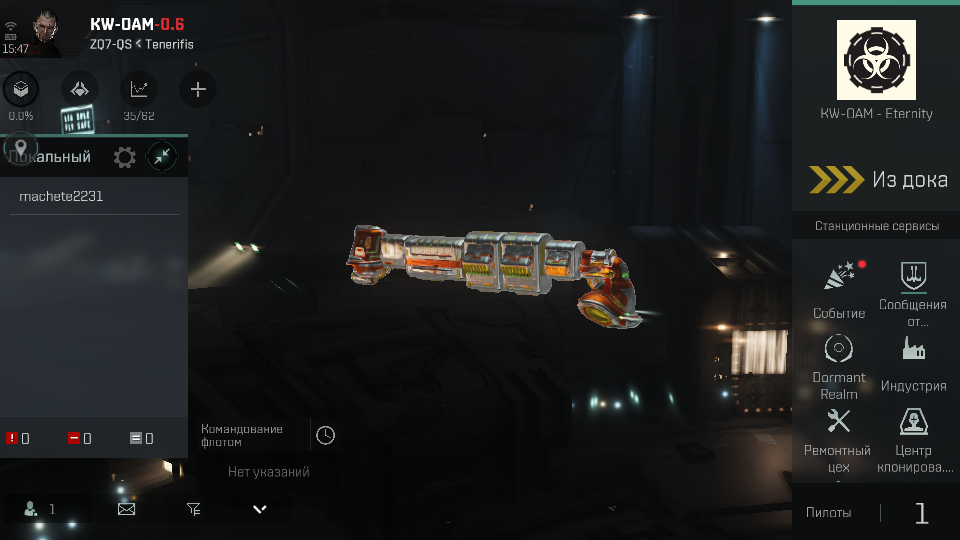 KW-OAM-0.6
ZQ7-QS < Tenerifis
15:47
0.0%
35/62
FLY SAFE
Локальный
machete2231
0
0
0
Командование
флотом
Нет указаний
1
KW-OAM - Eternity
Из дока
Станционные сервисы
Событие
Сообщения
от...
Dormant
Realm
Индустрия
Ремонтный
цех
Центр
клонирова....
Пилоты
1